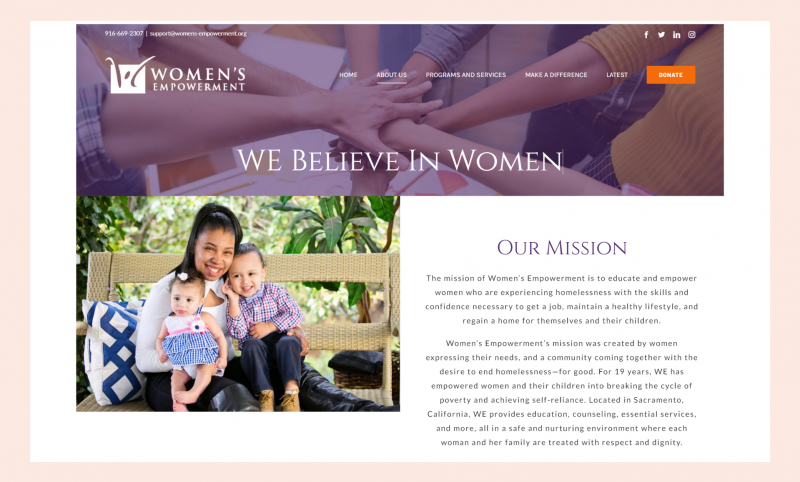 916-669-2307 | support@womens-empowerment.org
WOMEN'S
EMPOWERMENT
HOME ABOUT US PROGRAMS AND SERVICES MAKE A DIFFERENCE LATEST DONATE
WE BELIEVE IN WOMEN
OUR MISSION
The mission of Women's Empowerment is to educate and empower
women who are experiencing homelessness with the skills and
confidence necessary to get a job, maintain a healthy lifestyle, and
regain a home for themselves and their children.
Women's Empowerment's mission was created by women
expressing their needs, and a community coming together with the
desire to end homelessness—for good. For 19 years, WE has
empowered women and their children into breaking the cycle of
poverty and achieving self-reliance. Located in Sacramento,
California, WE provides education, counseling, essential services,
and more, all in a safe and nurturing environment where each
woman and her family are treated with respect and dignity.